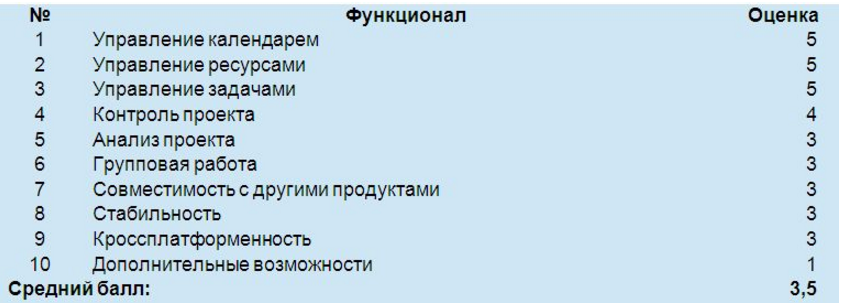 № Функционал Оценка
1 Управление календарем 5
2 Управление ресурсами 5
3 Управление задачами 5
4 Контроль проекта 4
5 Анализ проекта 3
6 Групповая работа 3
7 Совместимость с другими продуктами 3
8 Стабильность 3
9 Кроссплатформенность 3
10 Дополнительные возможности 1
Средний балл: 3,5